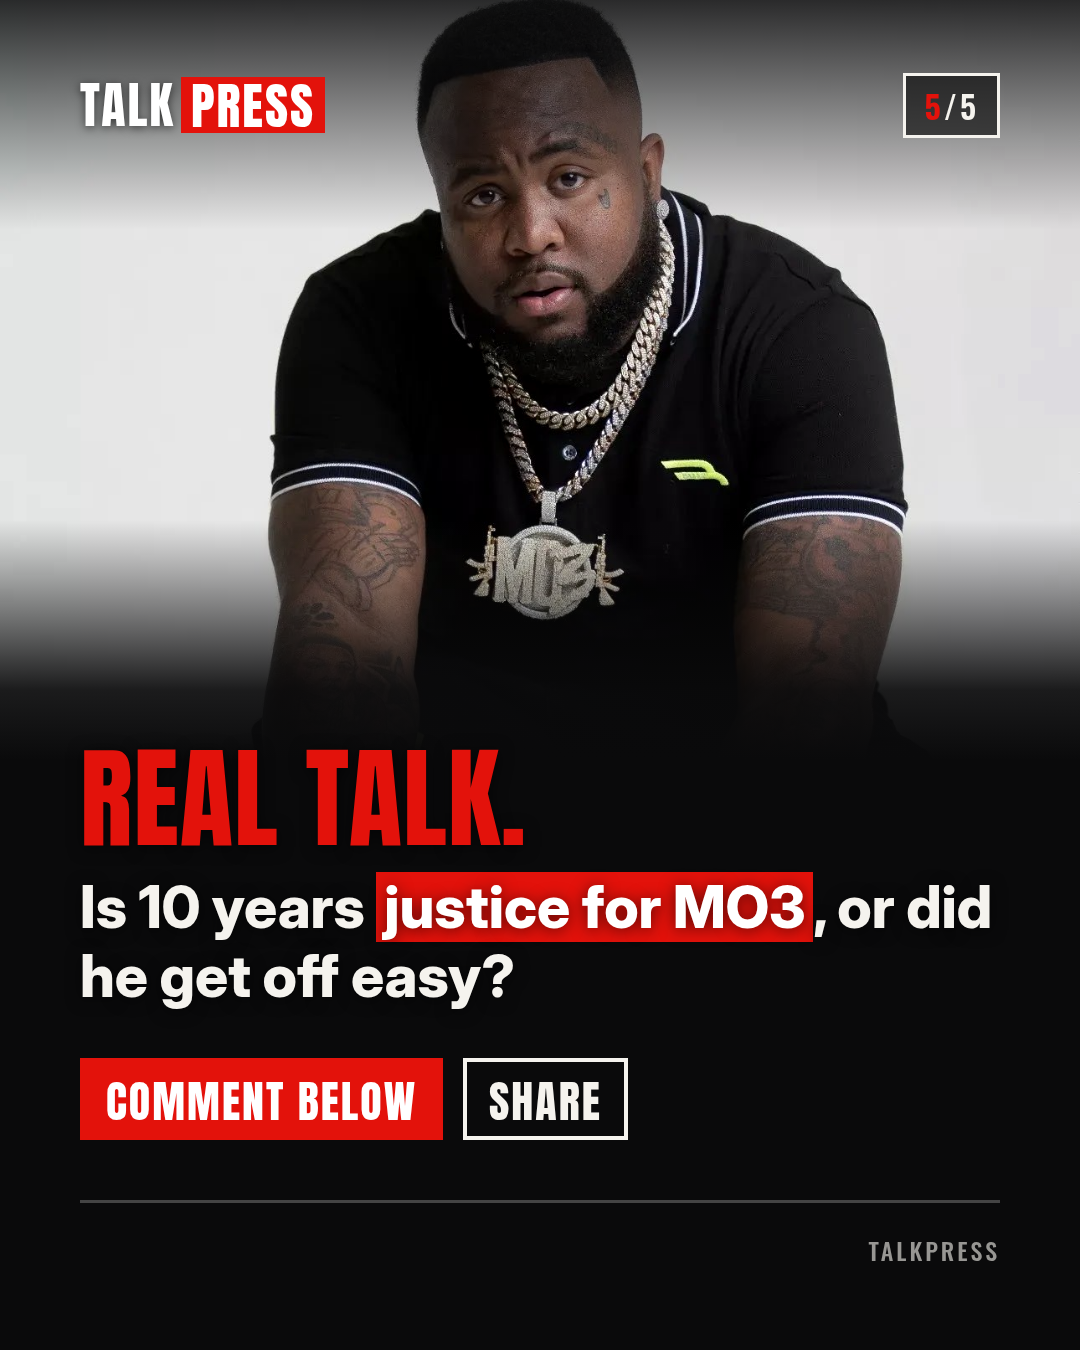 TALK PRESS
5/5
MO3
REAL TALK.
Is 10 years justice for MO3, or did
he get off easy?
COMMENT BELOW
SHARE
TALKPRESS